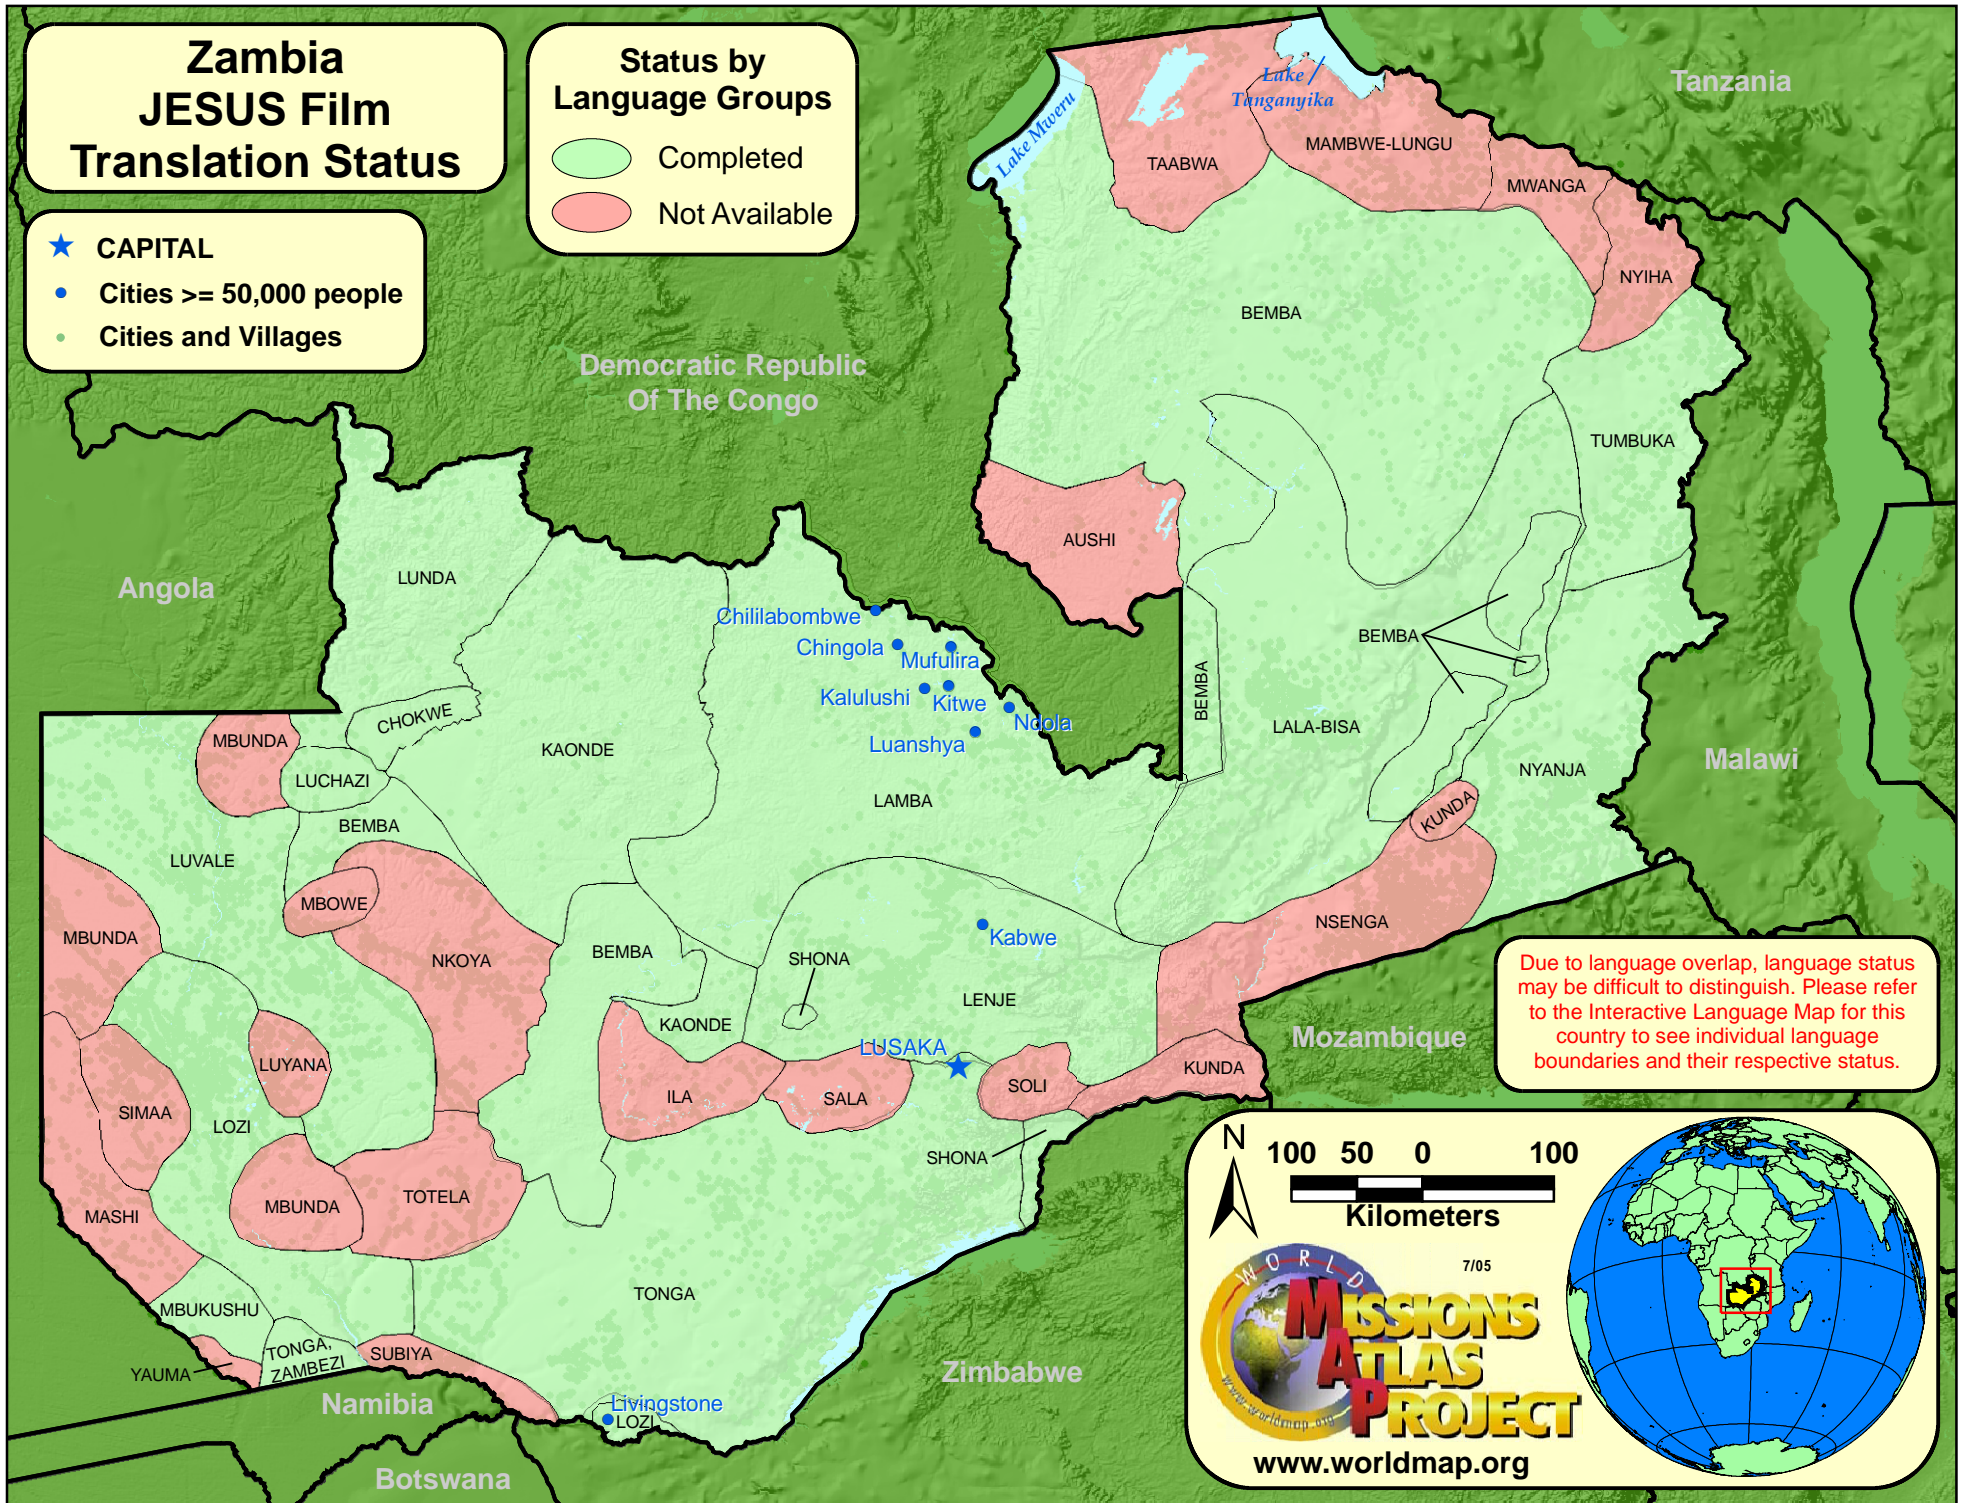 Zambia
JESUS Film
Translation Status
Status by
Language Groups
Completed
Not Available
CAPITAL
Cities >= 50,000 people
Cities and Villages
Tanzania
Lake
Tanganyika
Lake Mweru
MAMBWE-LUNGU
TAABWA
MWANGA
NYIHA
BEMBA
Democratic Republic
Of The Congo
TUMBUKA
AUSHI
LUNDA
Angola
Chililabombwe
Chingola
Mufulira
BEMBA
BEMBA
Kalulushi
Kitwe
Ndola
CHOKWE
LALA-BISA
MBUNDA
KAONDE
Luanshya
Malawi
NYANJA
LUCHAZI
LAMBA
KUNDA
BEMBA
LUVALE
MBOWE
NSENGA
MBUNDA
Kabwe
BEMBA
SHONA
NKOYA
LENJE
KAONDE
Due to language overlap, language status
may be difficult to distinguish. Please refer
to the Interactive Language Map for this
country to see individual language
boundaries and their respective status.
Mozambique
LUSAKA
LUYANA
KUNDA
SOLI
ILA
SALA
SIMAA
LOZI
SHONA
N
100 50 0 100
Kilometers
TOTELA
MBUNDA
MASHI
TONGA
MBUKUSHU
7/05
WORLD
MISSIONS
ATLAS
PROJECT
www.worldmap.org
www.worldmap.org
TONGA,
ZAMBEZI
SUBIYA
YAUMA
Zimbabwe
Namibia
Livingstone
LOZI
Botswana